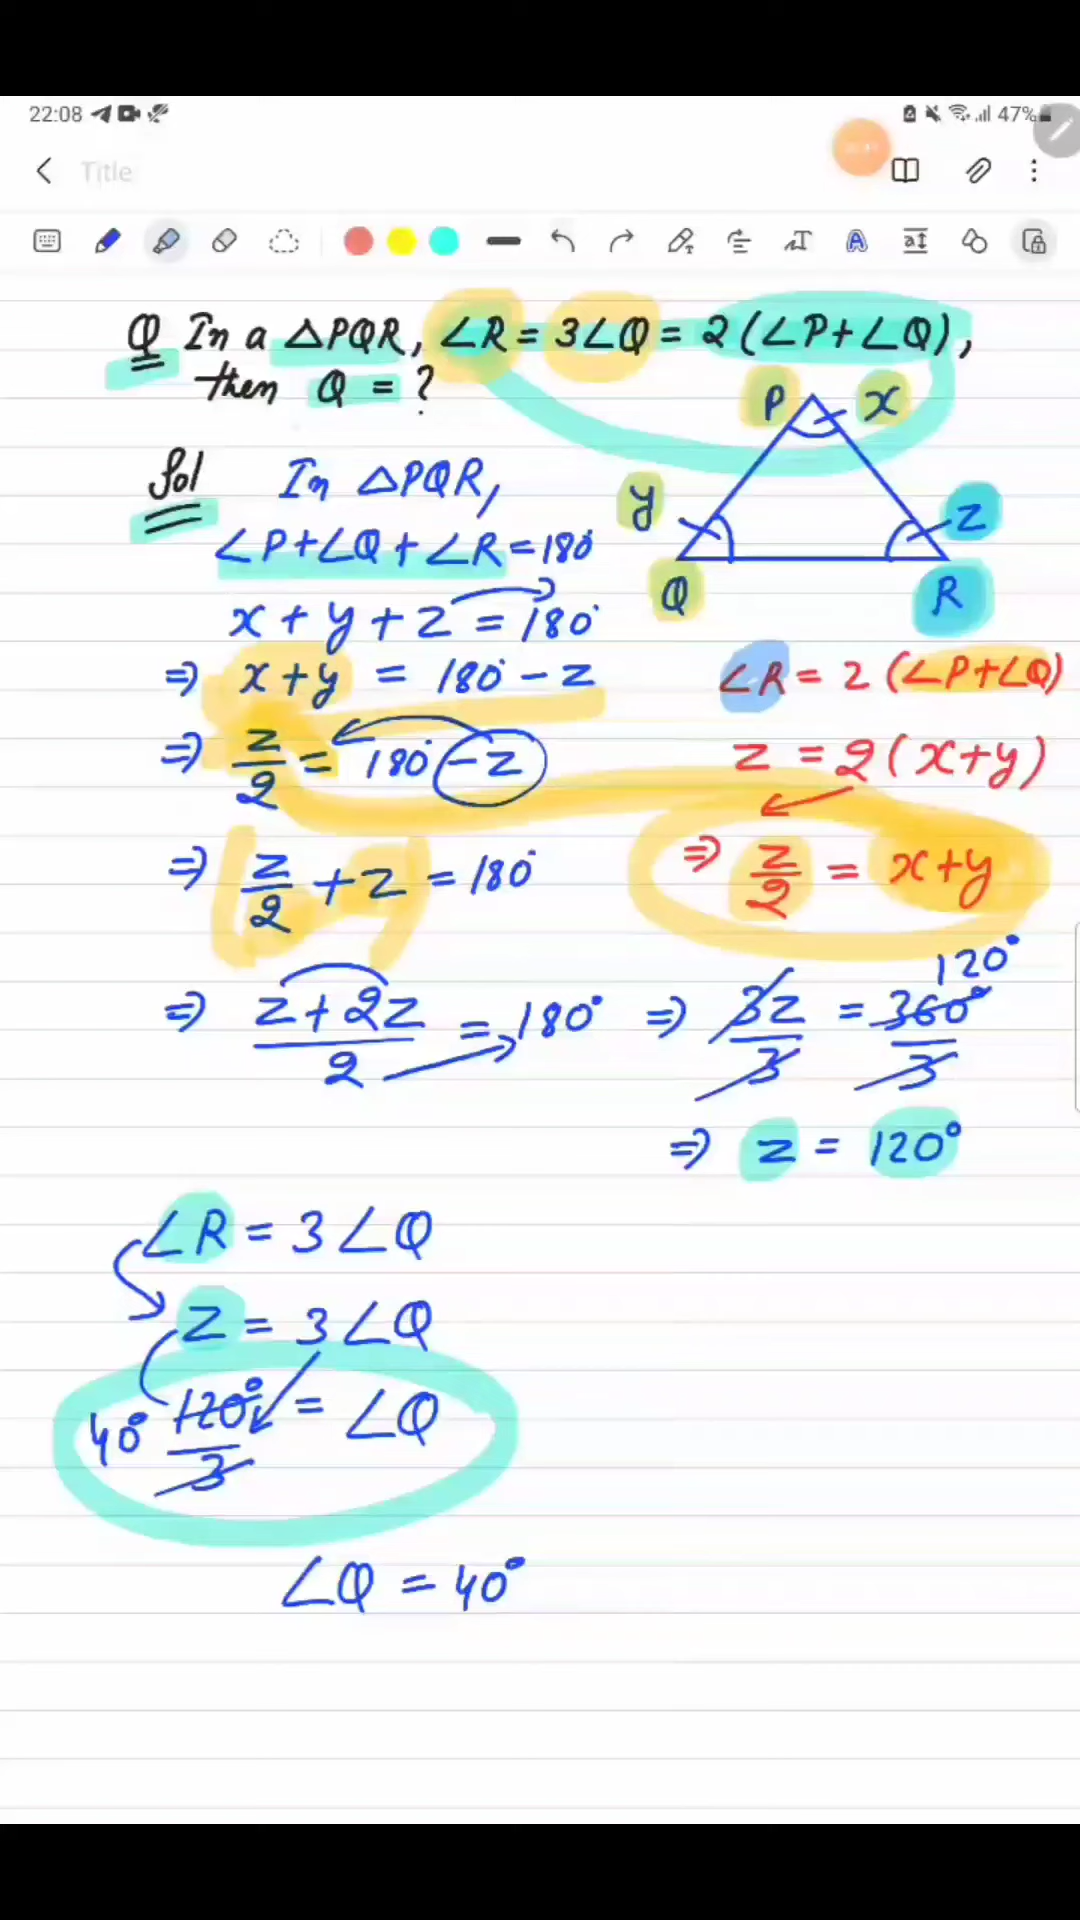 22:08
47%
Title
Q In a △PQR, ∠R = 3∠Q = 2(∠P+∠Q),
then Q = ?
P x
Sol In △PQR,
y z
∠P+∠Q+∠R=180°
Q R
x + y + z = 180°
⇒ x+y = 180°-z
∠R = 2(∠P+∠Q)
⇒ z/2 = 180°-z
z = 2(x+y)
⇒ z/2 + z = 180°
⇒ z/2 = x+y
120°
⇒ z+2z/2 = 180° ⇒ 3z/3 = 360°/3
⇒ z = 120°
∠R = 3∠Q
z = 3∠Q
40° 120°/3 = ∠Q
∠Q = 40°